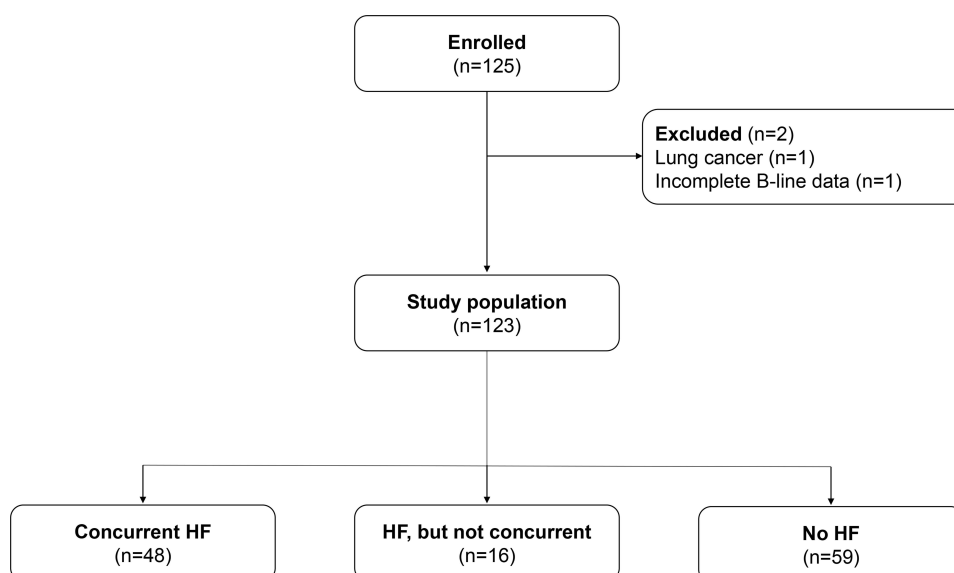 Enrolled
(n=125)
Excluded (n=2)
Lung cancer (n=1)
Incomplete B-line data (n=1)
Study population
(n=123)
Concurrent HF
(n=48)
HF, but not concurrent
(n=16)
No HF
(n=59)